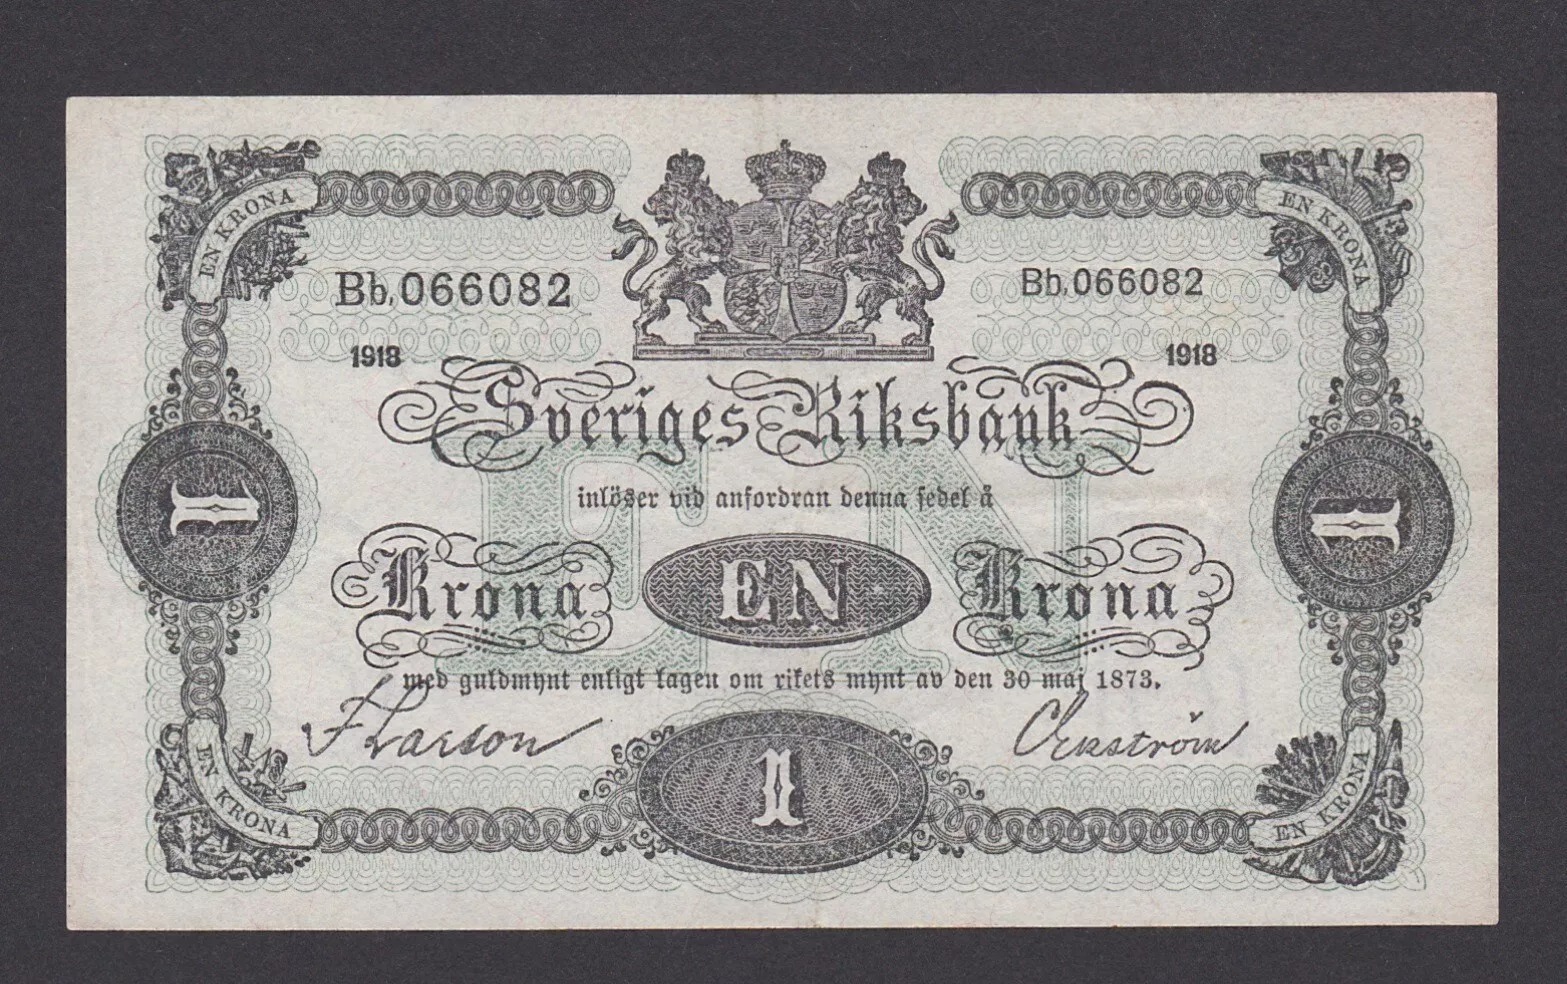 EN KRONA
EN KRONA
Bb.066082
Bb.066082
1918
1918
Sveriges Riksbank
inlöser vid anfordran denna sedel å
1
1
Krona EN Krona
EN
med guldmynt enligt lagen om rikets mynt av den 30 maj 1873.
F Larson
C Ekström
1
EN KRONA
EN KRONA